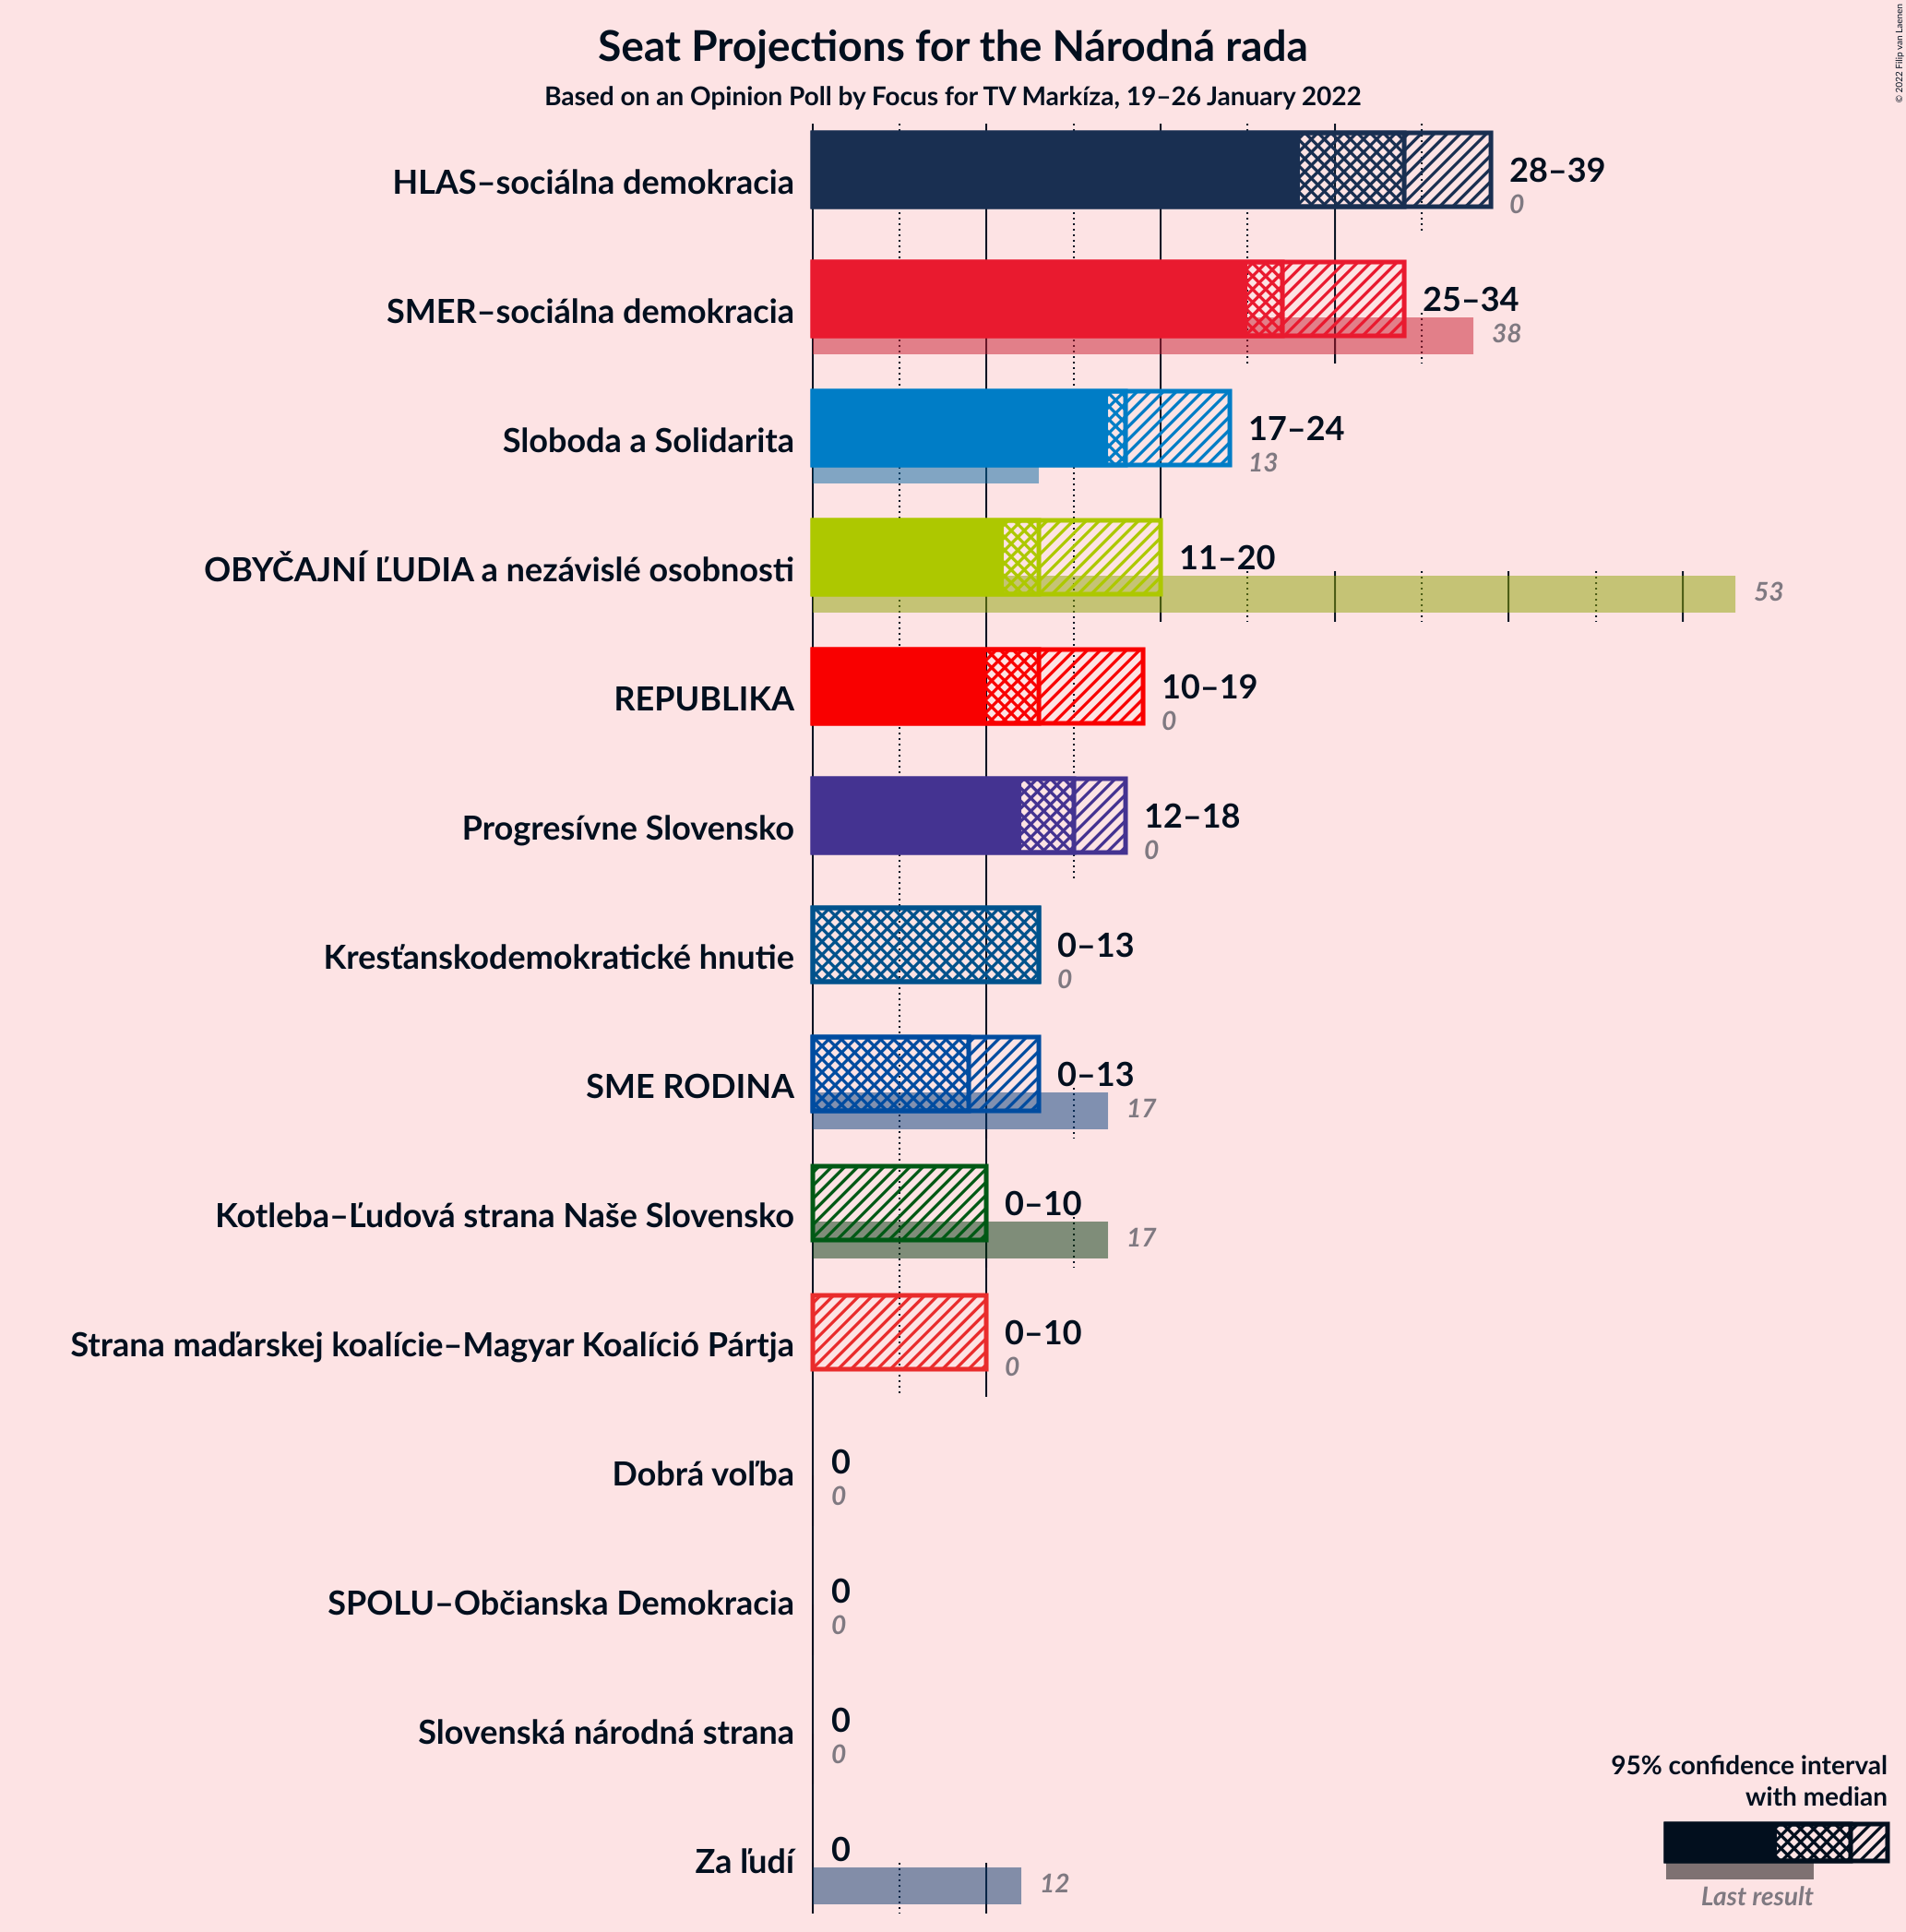 Seat Projections for the Národná rada
Based on an Opinion Poll by Focus for TV Markíza, 19–26 January 2022
© 2022 Filip van Laenen
HLAS–sociálna demokracia
28–39
0
SMER–sociálna demokracia
25–34
38
Sloboda a Solidarita
17–24
13
OBYČAJNÍ ĽUDIA a nezávislé osobnosti
11–20
53
REPUBLIKA
10–19
0
Progresívne Slovensko
12–18
0
Kresťanskodemokratické hnutie
0–13
0
SME RODINA
0–13
17
Kotleba–Ľudová strana Naše Slovensko
0–10
17
Strana maďarskej koalície–Magyar Koalíció Pártja
0–10
0
Dobrá voľba
0
0
SPOLU–Občianska Demokracia
0
0
Slovenská národná strana
0
0
Za ľudí
0
12
95% confidence interval
with median
Last result